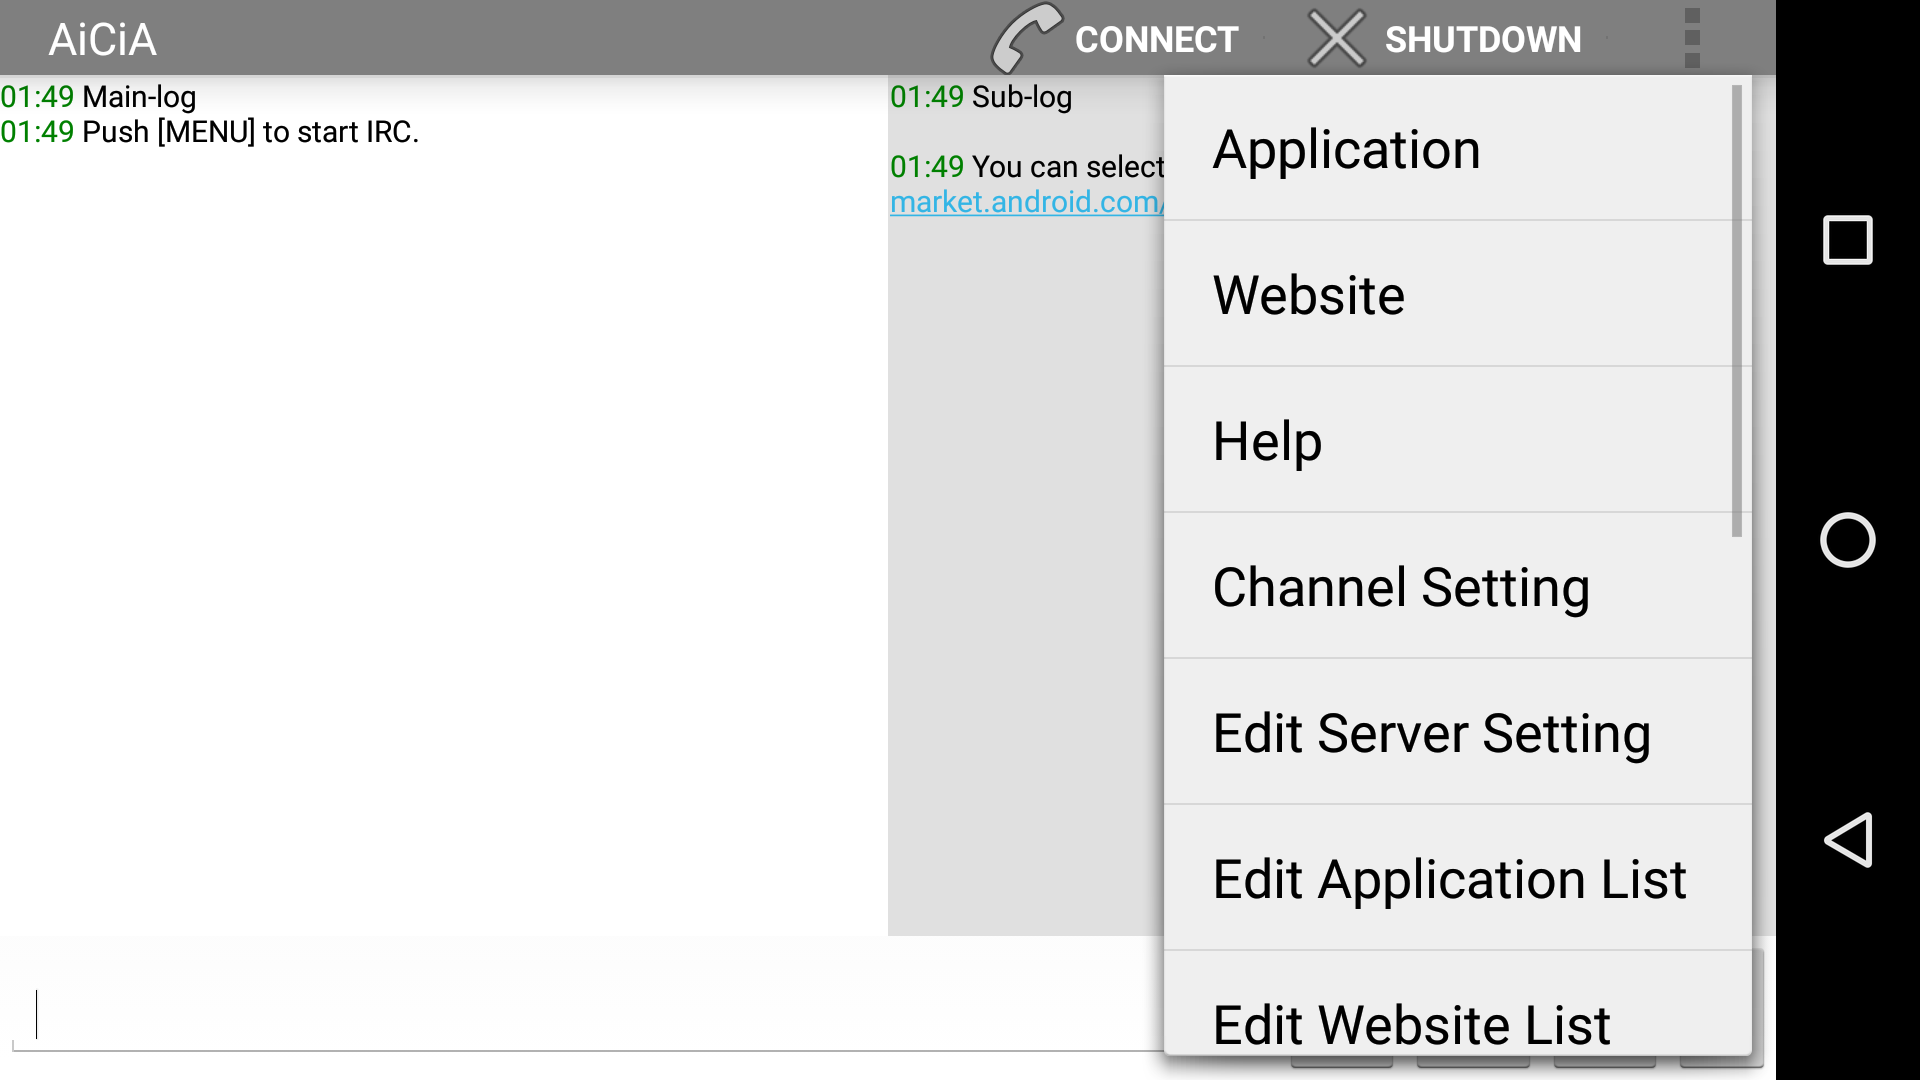 AiCiA
CONNECT
SHUTDOWN
01:49 Main-log
01:49 Push [MENU] to start IRC.
01:49 Sub-log
01:49 You can select
market.android.com/
Application
Website
Help
Channel Setting
Edit Server Setting
Edit Application List
Edit Website List